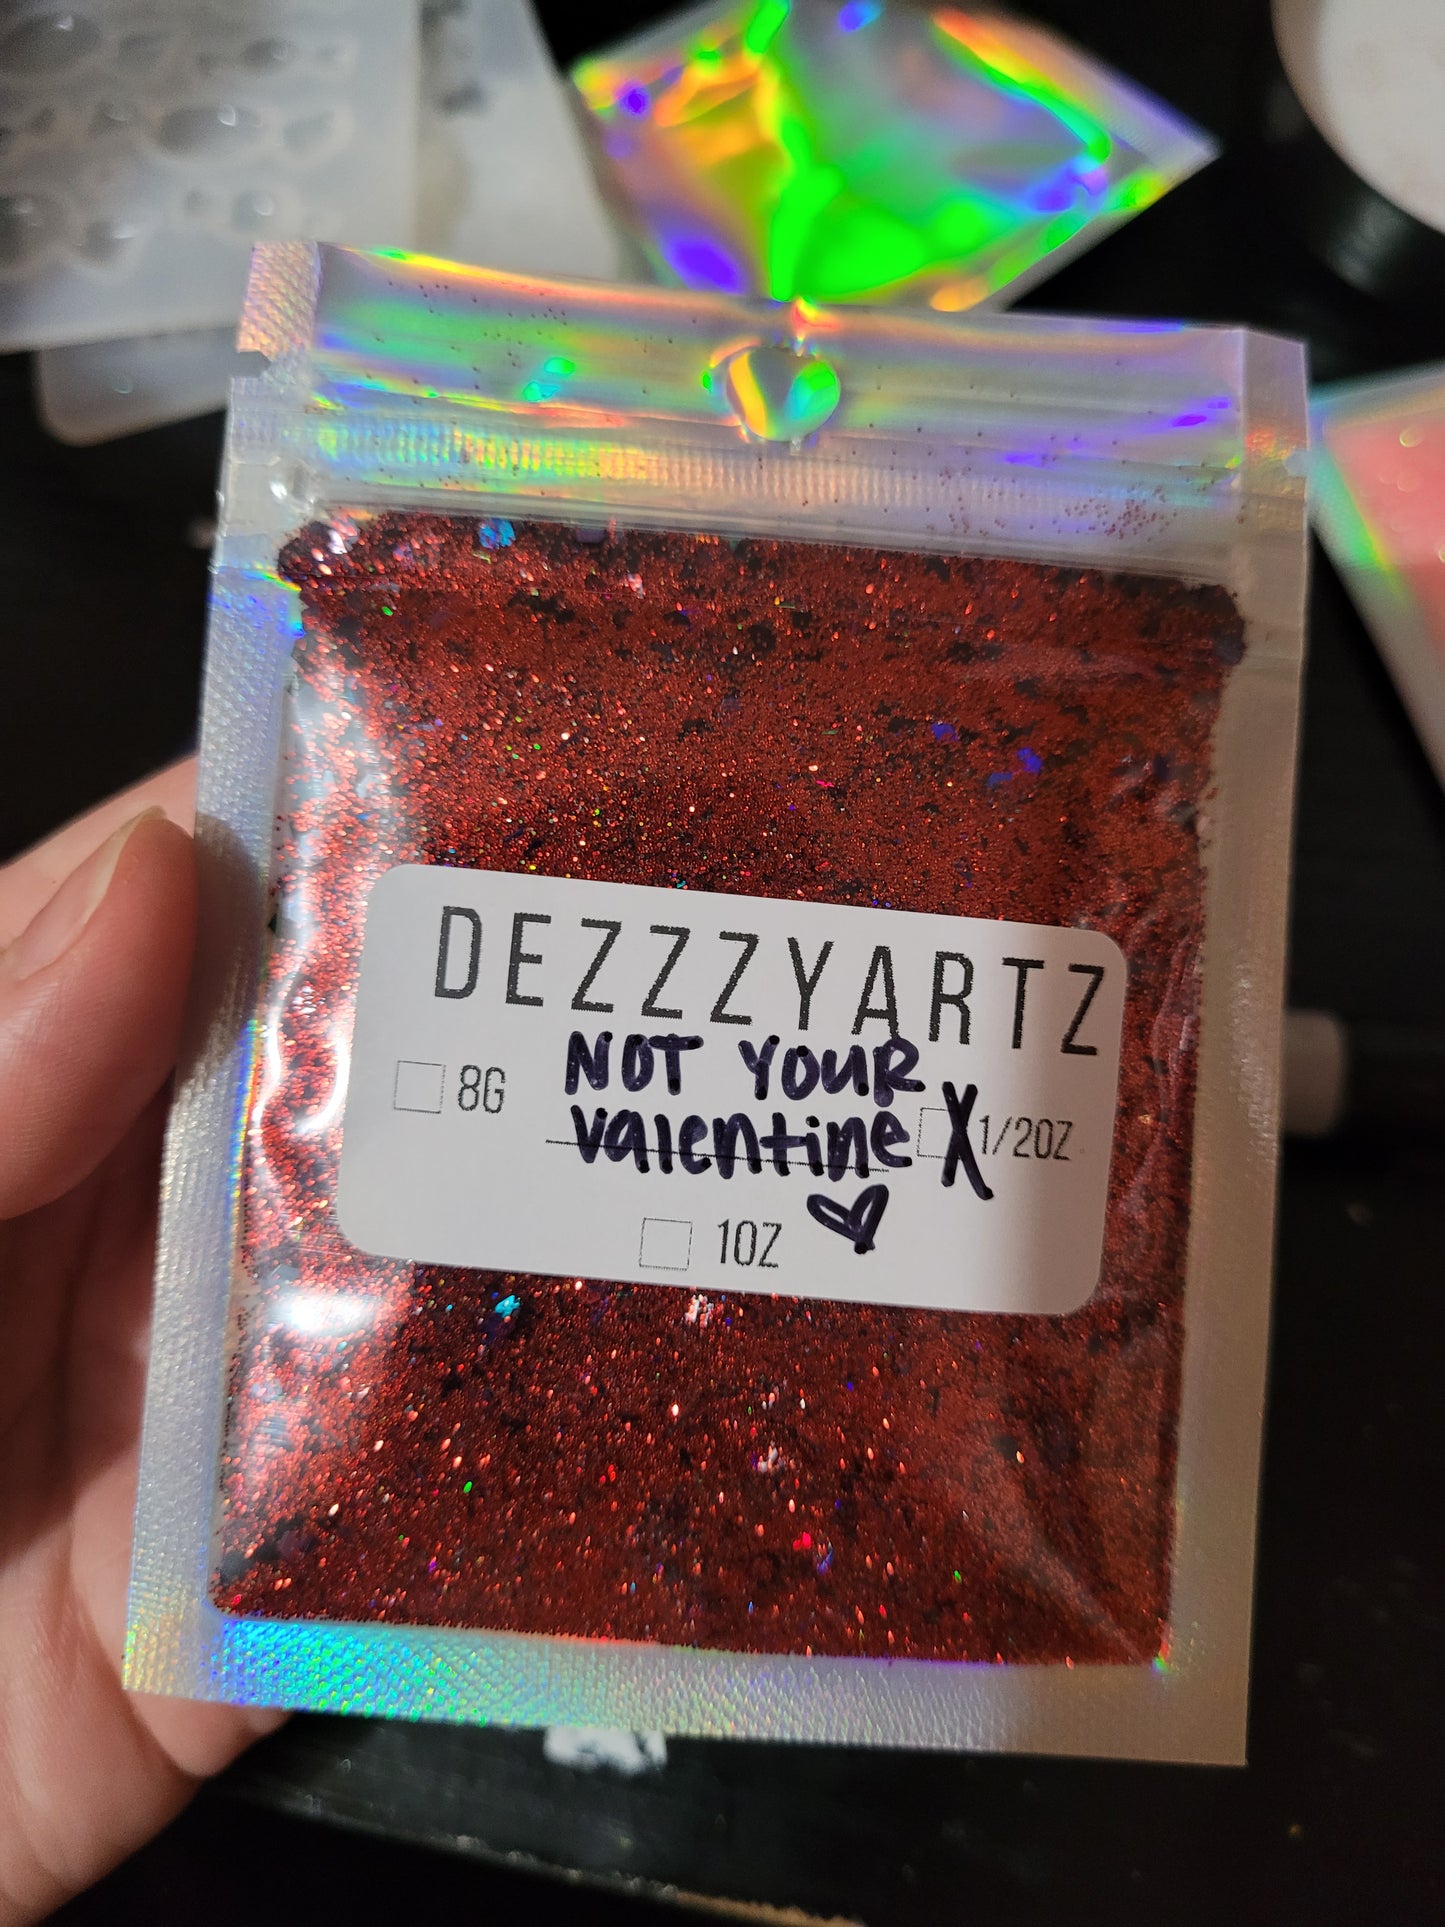 DEZZZYARTZ
NOT YOUR
8G
valentine
X 1/2OZ
1OZ